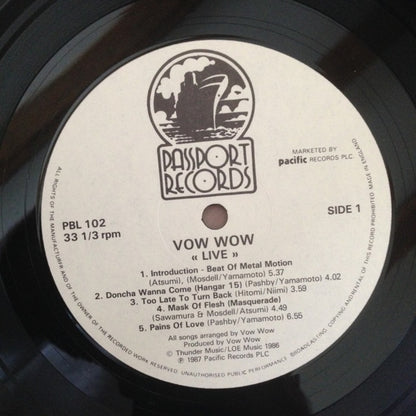 PASSPORT
RECORDS
MARKETED BY
pacific RECORDS PLC.
PBL 102
33 1/3 rpm
SIDE 1
VOW WOW
« LIVE »
1. Introduction - Beat Of Metal Motion
(Atsumi), (Mosdell/Yamamoto) 5.37
2. Doncha Wanna Come (Hangar 15) (Pashby/Yamamoto) 4.02
3. Too Late To Turn Back (Hitomi/Niimi) 3.59
4. Mask Of Flesh (Masquerade)
(Sawamura & Mosdell/Atsumi) 6.49
5. Pains Of Love (Pashby/Yamamoto) 6.55
All songs arranged by Vow Wow
Produced by Vow Wow
© Thunder Music/LOE Music 1986
℗ 1987 Pacific Records PLC
ALL RIGHTS OF THE MANUFACTURER AND OF THE OWNER OF THE RECORDED WORK RESERVED. UNAUTHORISED PUBLIC PERFORMANCE BROADCASTING, COPYING AND RENTAL OF THIS RECORD PROHIBITED MADE IN ENGLAND